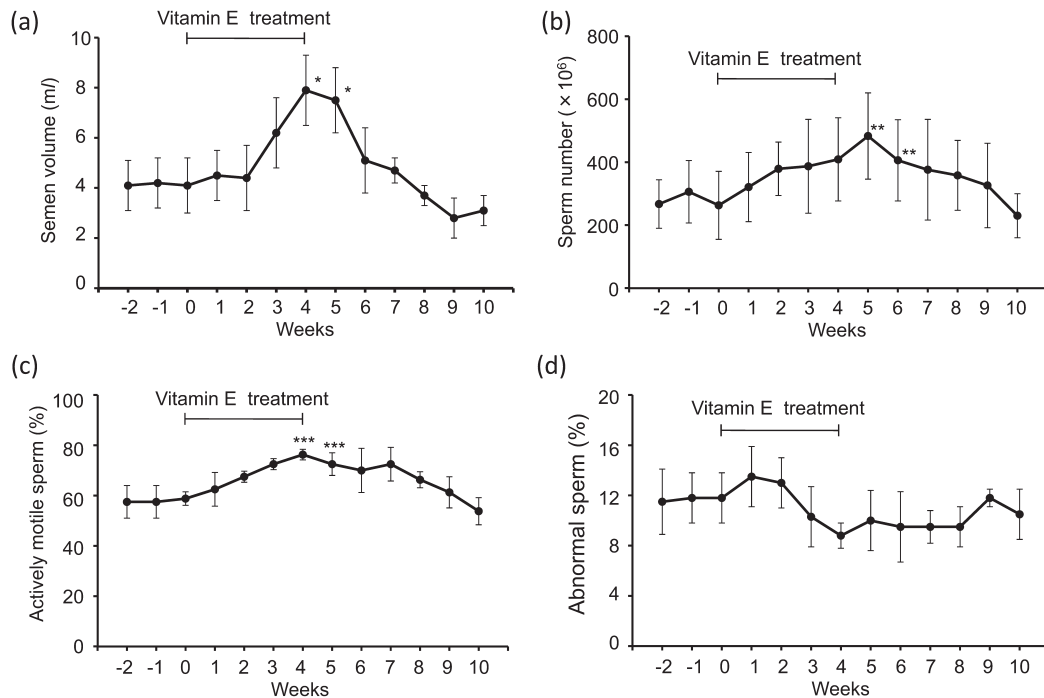 (a)
Vitamin E treatment
10
8
6
4
2
0
Semen volume (ml)
*
*
-2 -1 0 1 2 3 4 5 6 7 8 9 10
Weeks
(b)
Vitamin E treatment
800
600
400
200
0
Sperm number ( × 10⁶)
**
**
-2 -1 0 1 2 3 4 5 6 7 8 9 10
Weeks
(c)
Vitamin E treatment
100
80
60
40
20
0
Actively motile sperm (%)
*** ***
-2 -1 0 1 2 3 4 5 6 7 8 9 10
Weeks
(d)
Vitamin E treatment
20
16
12
8
4
0
Abnormal sperm (%)
-2 -1 0 1 2 3 4 5 6 7 8 9 10
Weeks